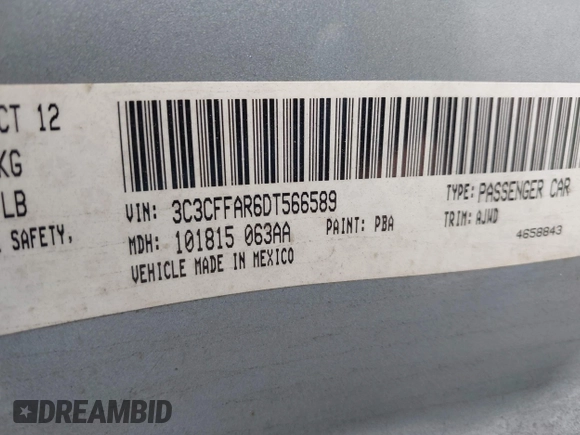 CT 12
KG
LB
SAFETY,
VIN: 3C3CFFAR6DT566589
TYPE: PASSENGER CAR
MDH: 101815 063AA
PAINT: PBA
TRIM: AJWD
VEHICLE MADE IN MEXICO
4658843
DREAMBID